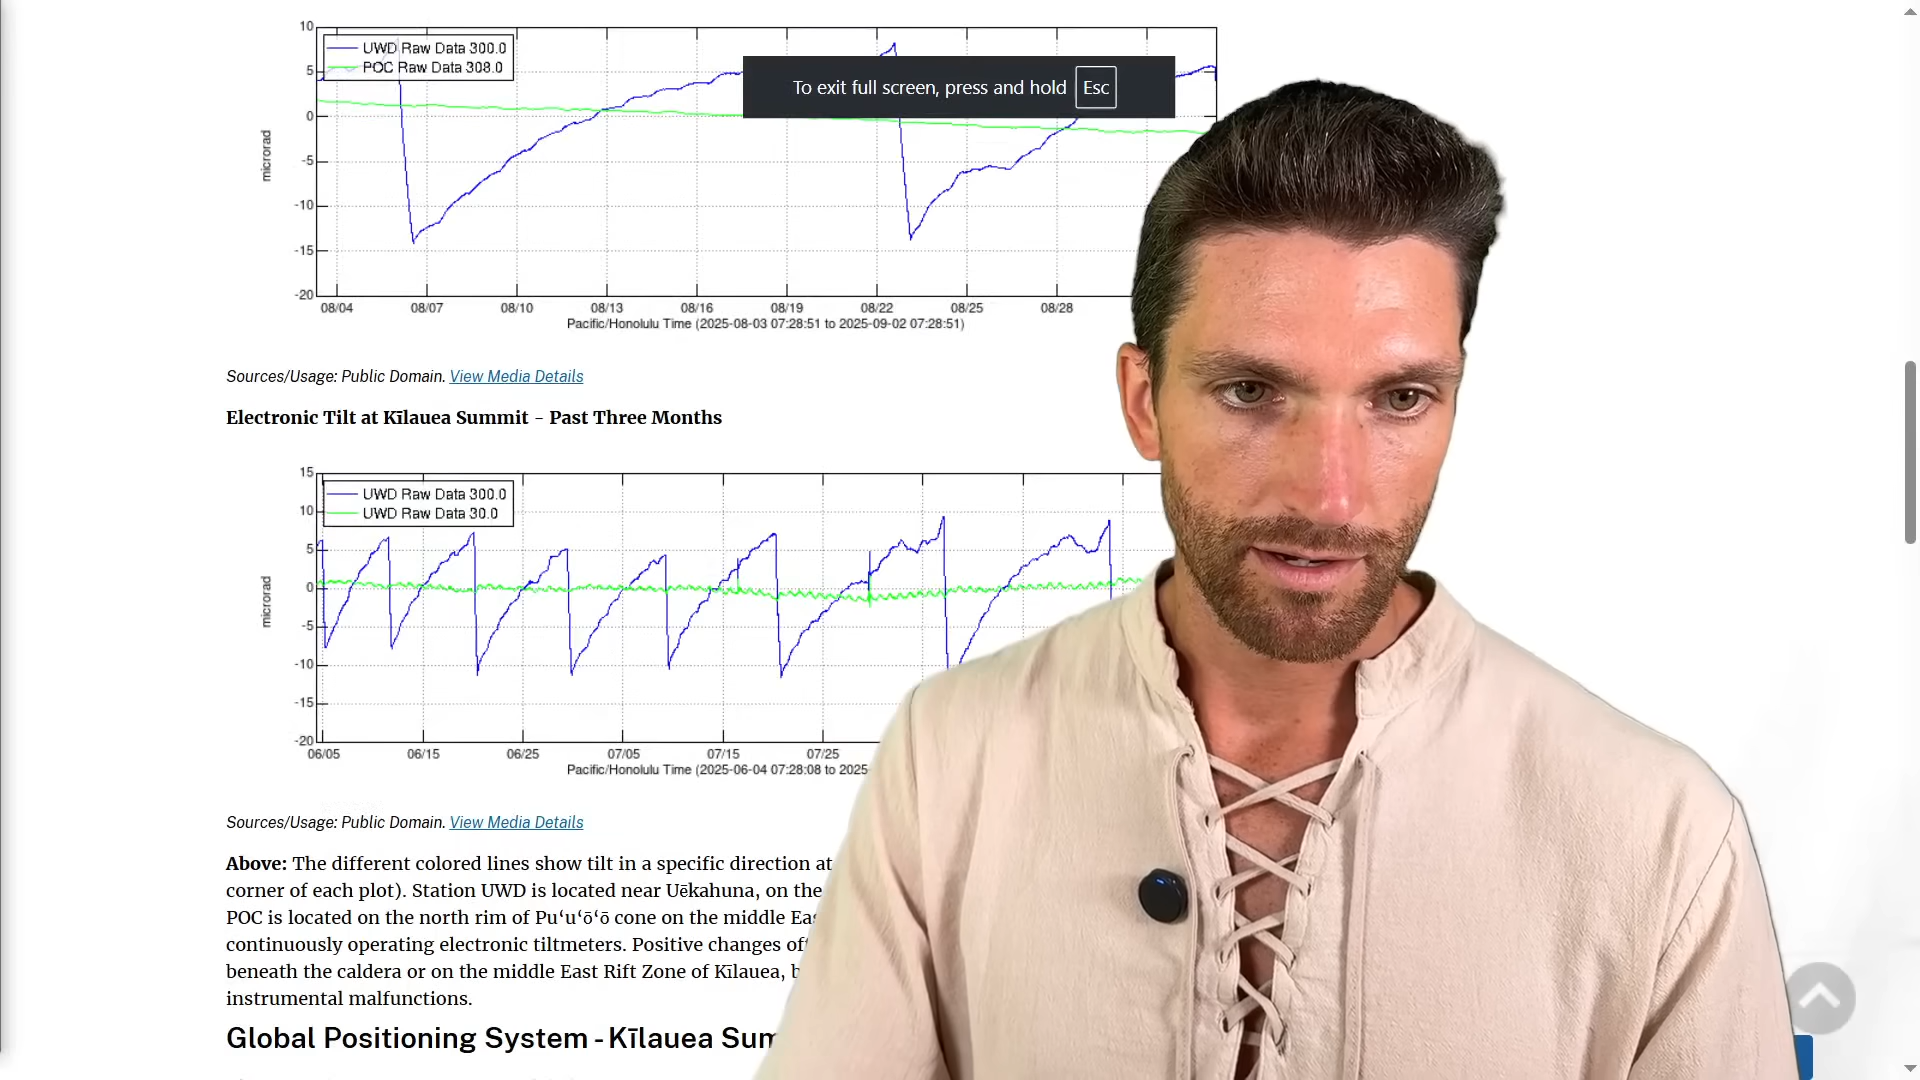 10
5
0
-5
-10
-15
-20
microrad
UWD Raw Data 300.0
POC Raw Data 308.0
To exit full screen, press and hold Esc
08/04 08/07 08/10 08/13 08/16 08/19 08/22 08/25 08/28
Pacific/Honolulu Time (2025-08-03 07:28:51 to 2025-09-02 07:28:51)
Sources/Usage: Public Domain. View Media Details
Electronic Tilt at Kīlauea Summit - Past Three Months
15
10
5
0
-5
-10
-15
-20
microrad
UWD Raw Data 300.0
UWD Raw Data 30.0
06/05 06/15 06/25 07/05 07/15 07/25
Pacific/Honolulu Time (2025-06-04 07:28:08 to 2025-
Sources/Usage: Public Domain. View Media Details
Above: The different colored lines show tilt in a specific direction at
corner of each plot). Station UWD is located near Uēkahuna, on the
POC is located on the north rim of Puʻuʻōʻō cone on the middle Ea
continuously operating electronic tiltmeters. Positive changes of
beneath the caldera or on the middle East Rift Zone of Kīlauea, b
instrumental malfunctions.
Global Positioning System - Kīlauea Sum